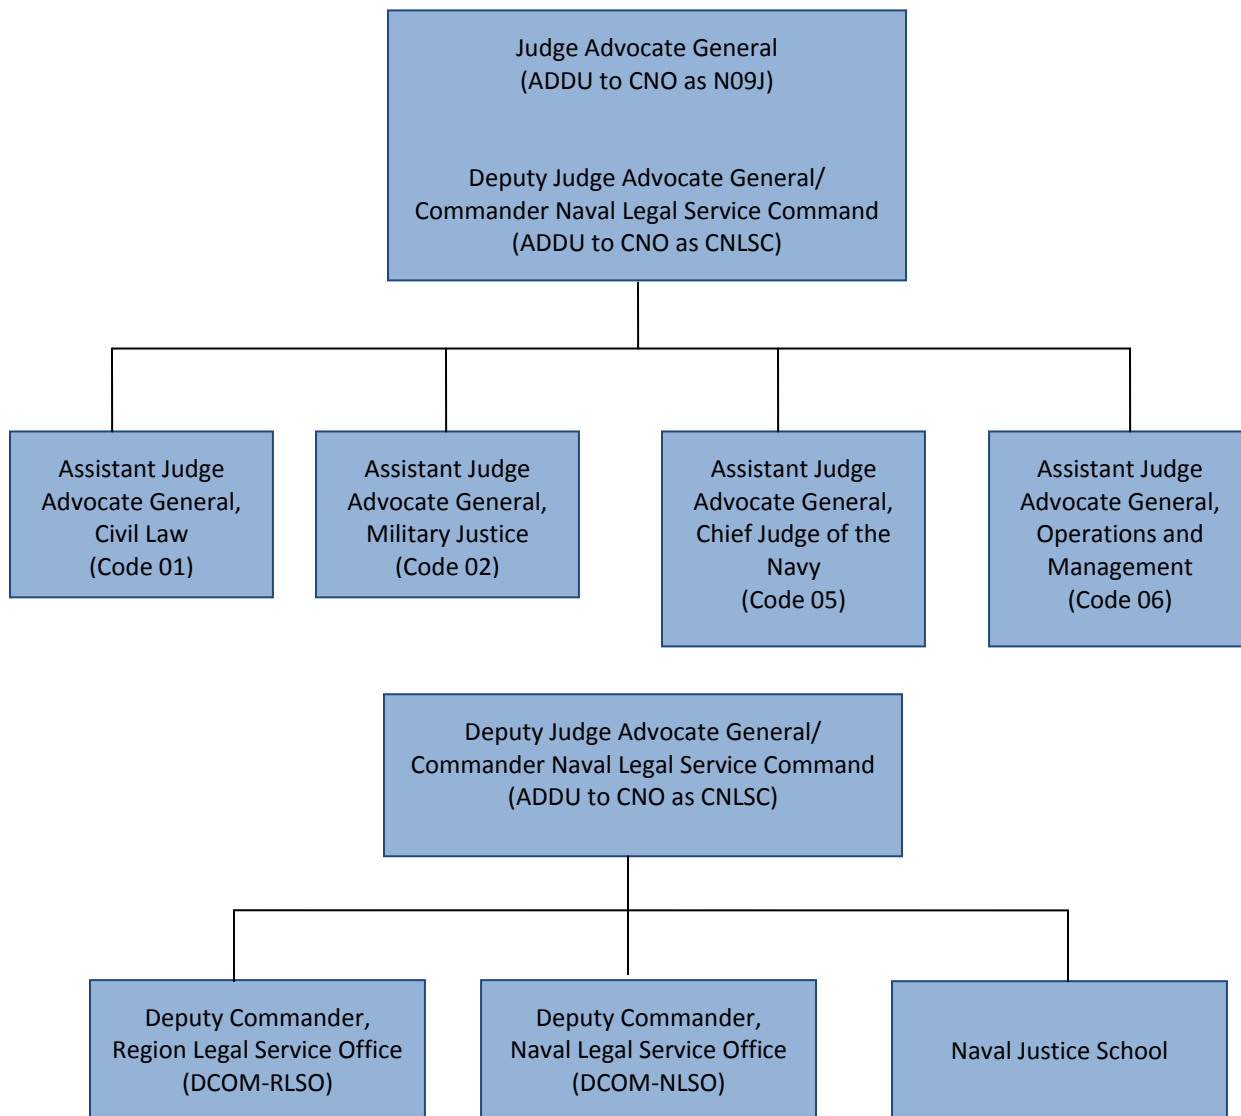 Judge Advocate General
(ADDU to CNO as N09J)
Deputy Judge Advocate General/
Commander Naval Legal Service Command
(ADDU to CNO as CNLSC)
Assistant Judge
Advocate General,
Civil Law
(Code 01)
Assistant Judge
Advocate General,
Military Justice
(Code 02)
Assistant Judge
Advocate General,
Chief Judge of the
Navy
(Code 05)
Assistant Judge
Advocate General,
Operations and
Management
(Code 06)
Deputy Judge Advocate General/
Commander Naval Legal Service Command
(ADDU to CNO as CNLSC)
Deputy Commander,
Region Legal Service Office
(DCOM-RLSO)
Deputy Commander,
Naval Legal Service Office
(DCOM-NLSO)
Naval Justice School